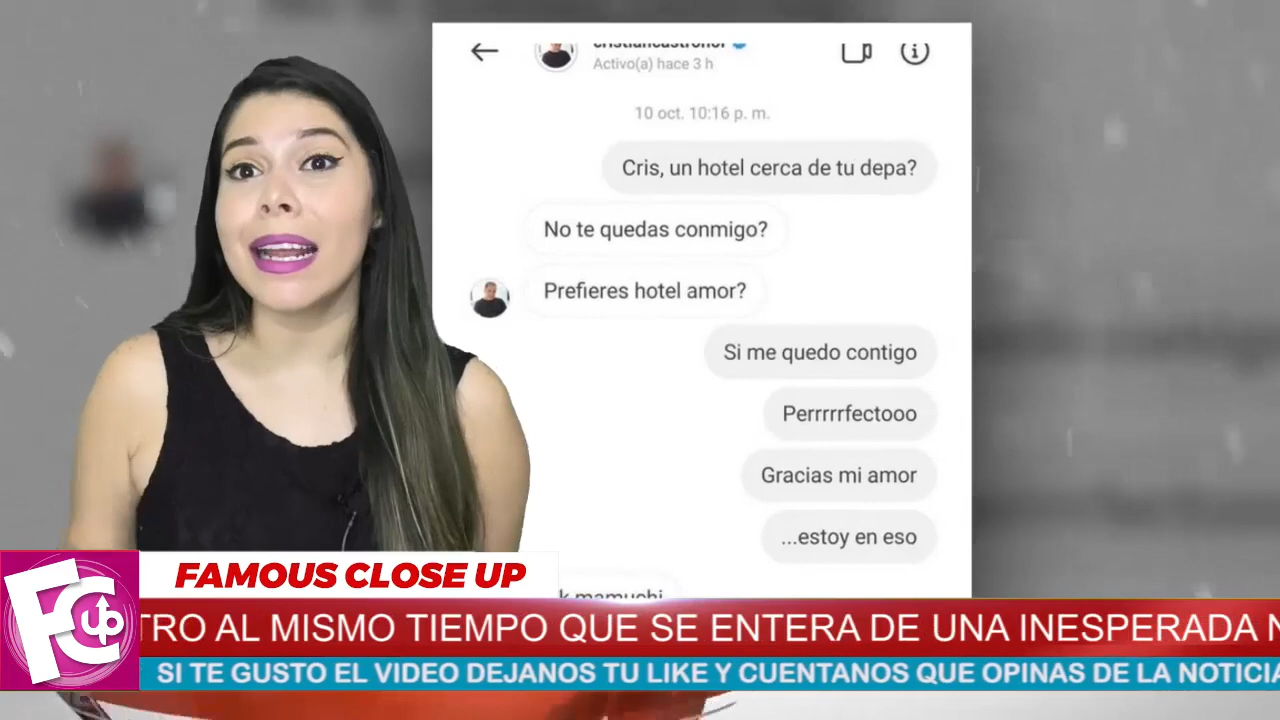 Activo(a) hace 3 h
10 oct. 10:16 p. m.
Cris, un hotel cerca de tu depa?
No te quedas conmigo?
Prefieres hotel amor?
Si me quedo contigo
Perrrrrfectooo
Gracias mi amor
...estoy en eso
FC up
FAMOUS CLOSE UP
TRO AL MISMO TIEMPO QUE SE ENTERA DE UNA INESPERADA
SI TE GUSTO EL VIDEO DEJANOS TU LIKE Y CUENTANOS QUE OPINAS DE LA NOTICIA